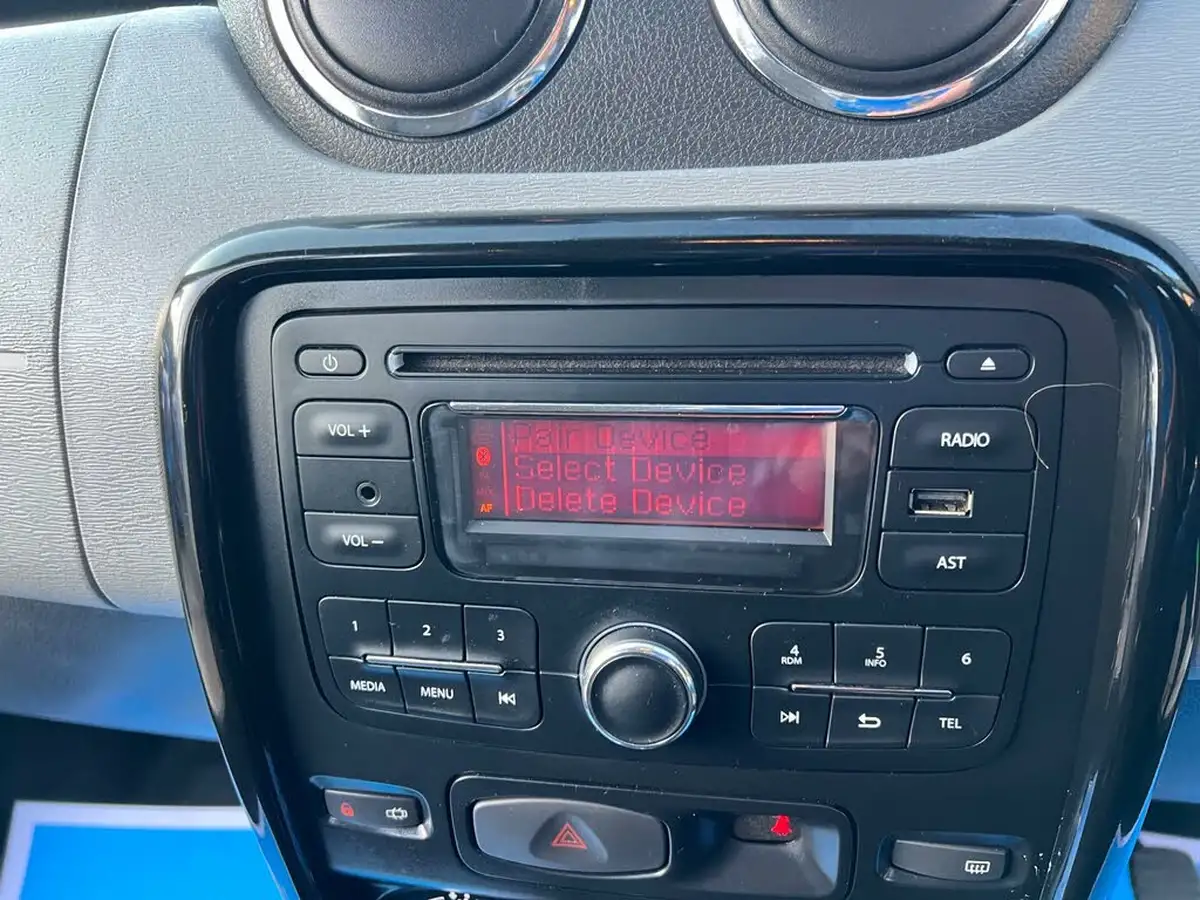 VOL +
RADIO
Pair Device
Select Device
Delete Device
AF
VOL –
AST
1
2
3
4
RDM
5
INFO
6
MEDIA
MENU
TEL